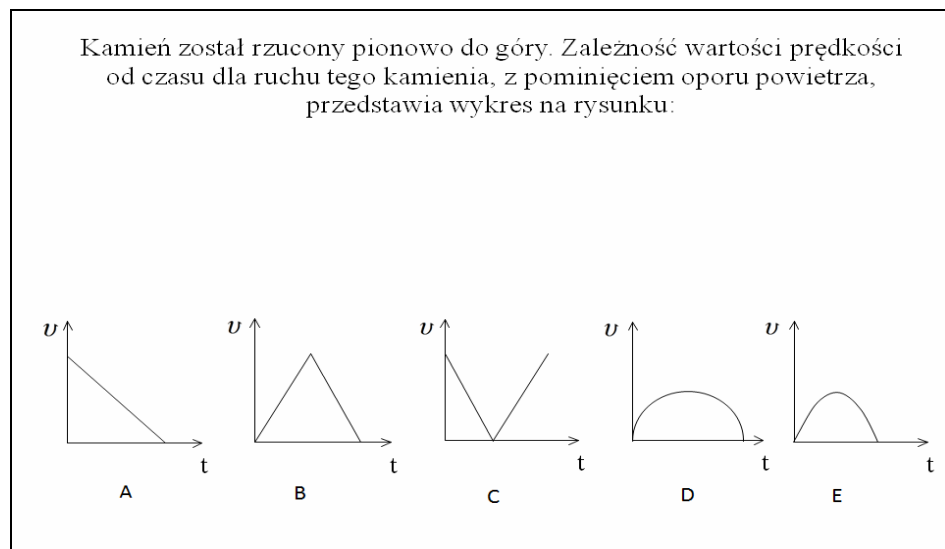 Kamień został rzucony pionowo do góry. Zależność wartości prędkości
od czasu dla ruchu tego kamienia, z pominięciem oporu powietrza,
przedstawia wykres na rysunku:
υ υ υ υ υ
t t t t t
A B C D E